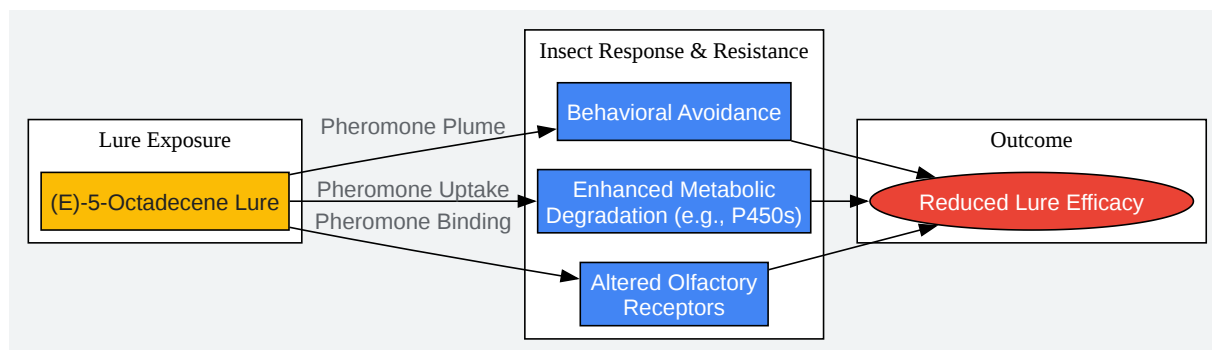 Lure Exposure
(E)-5-Octadecene Lure
Pheromone Plume
Pheromone Uptake
Pheromone Binding
Insect Response & Resistance
Behavioral Avoidance
Enhanced Metabolic
Degradation (e.g., P450s)
Altered Olfactory
Receptors
Outcome
Reduced Lure Efficacy